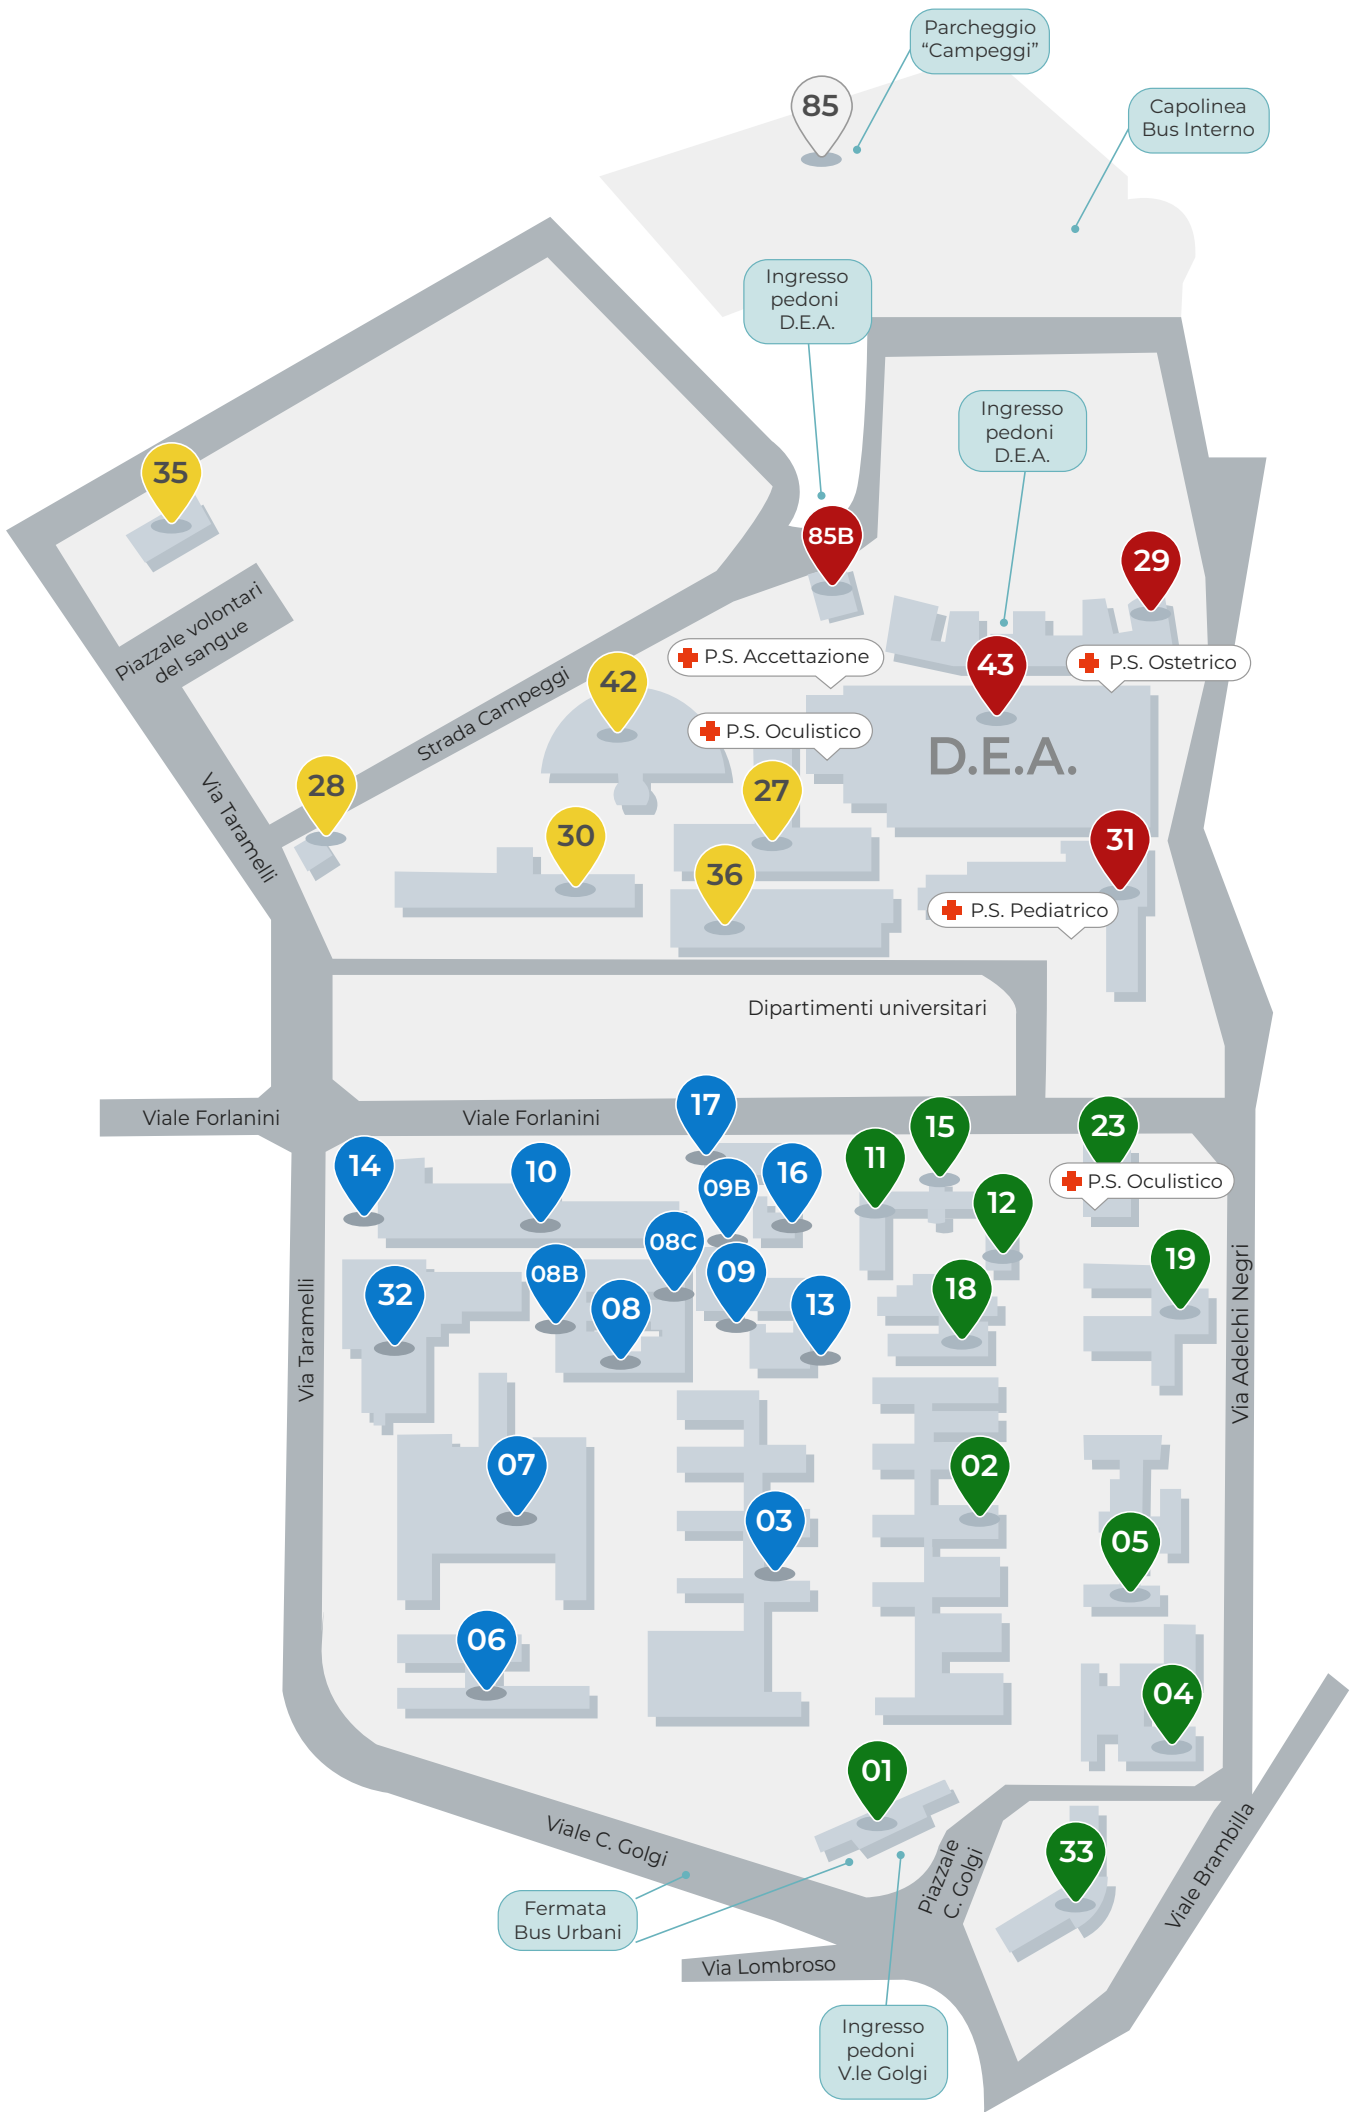 Parcheggio
“Campeggi”
85
Capolinea
Bus Interno
Ingresso
pedoni
D.E.A.
Ingresso
pedoni
D.E.A.
35
85B
29
Piazzale volontari
del sangue
P.S. Accettazione
43
P.S. Ostetrico
42
Strada Campeggi
P.S. Oculistico
D.E.A.
28
Via Taramelli
27
30
36
31
P.S. Pediatrico
Dipartimenti universitari
Viale Forlanini
Viale Forlanini
17
15
23
14
10
09B
16
11
P.S. Oculistico
12
08C
08B
09
19
32
08
13
18
Via Taramelli
Via Adelchi Negri
07
02
03
05
06
04
01
Viale C. Golgi
Piazzale
C. Golgi
33
Viale Brambilla
Fermata
Bus Urbani
Via Lombroso
Ingresso
pedoni
V.le Golgi